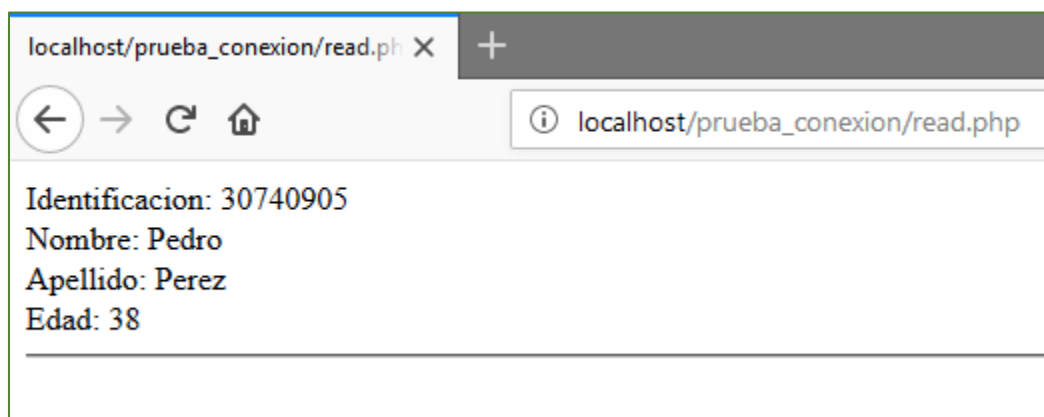 localhost/prueba_conexion/read.ph
localhost/prueba_conexion/read.php
Identificacion: 30740905
Nombre: Pedro
Apellido: Perez
Edad: 38